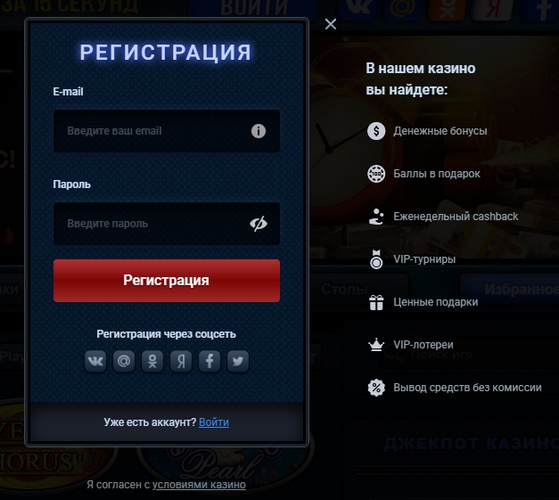 ЗА 15 СЕКУНД
ВОЙТИ
РЕГИСТРАЦИЯ
E-mail
Введите ваш email
Пароль
Введите пароль
Регистрация
Регистрация через соцсеть
Уже есть аккаунт? Войти
Я согласен с условиями казино
В нашем казино
вы найдете:
Денежные бонусы
Баллы в подарок
Еженедельный cashback
VIP-турниры
Ценные подарки
VIP-лотереи
Вывод средств без комиссии
Столы
Избранное
Поиск игр
Pearl
ДЖЕКПОТ КАЗИНО